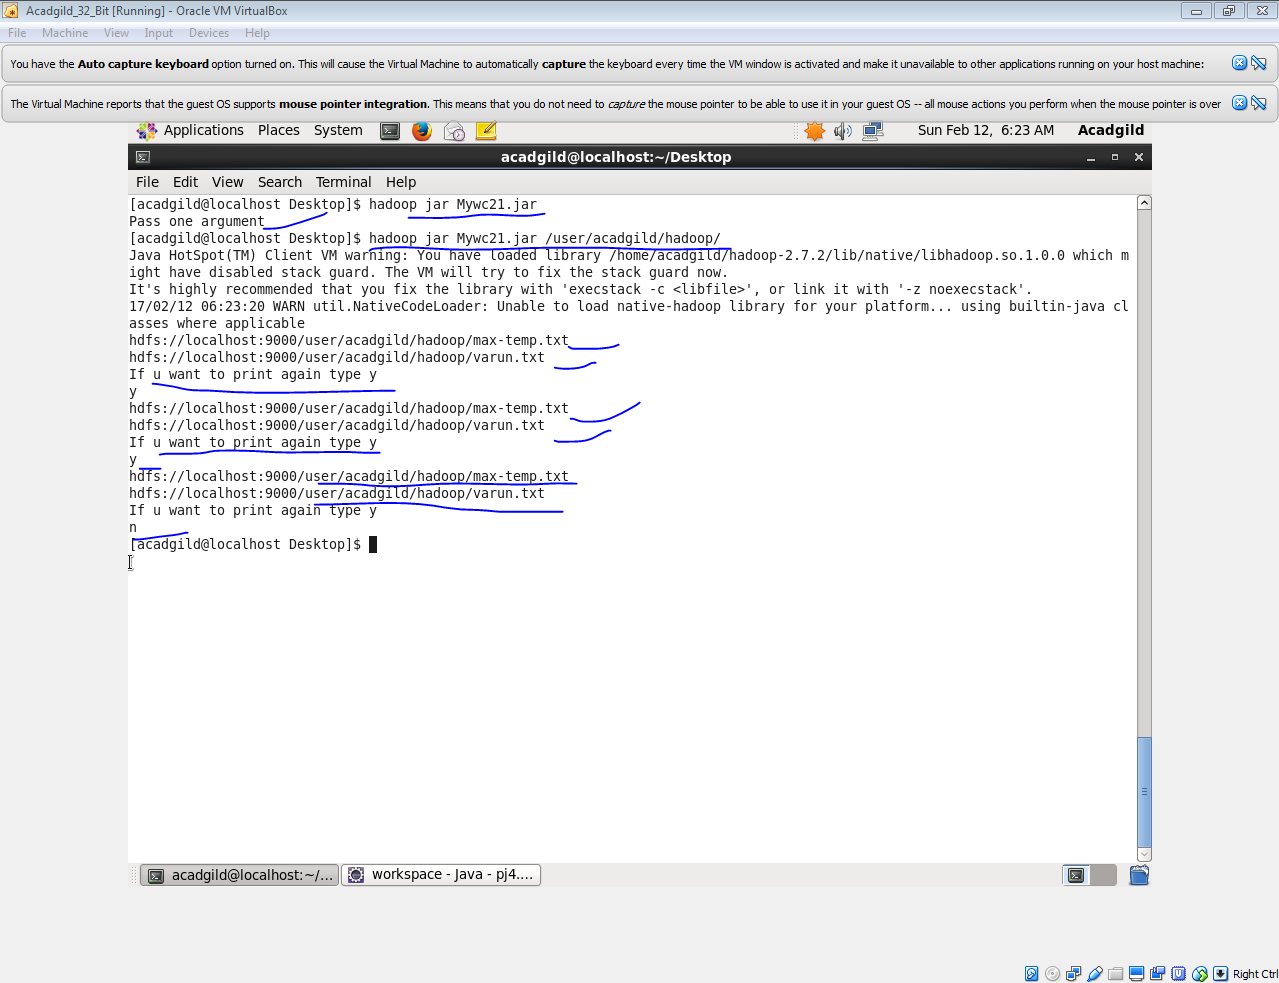 Acadgild_32_Bit [Running] - Oracle VM VirtualBox
File Machine View Input Devices Help
You have the Auto capture keyboard option turned on. This will cause the Virtual Machine to automatically capture the keyboard every time the VM window is activated and make it unavailable to other applications running on your host machine:
The Virtual Machine reports that the guest OS supports mouse pointer integration. This means that you do not need to capture the mouse pointer to be able to use it in your guest OS -- all mouse actions you perform when the mouse pointer is over
Applications Places System Sun Feb 12, 6:23 AM Acadgild
acadgild@localhost:~/Desktop
File Edit View Search Terminal Help
[acadgild@localhost Desktop]$ hadoop jar Mywc21.jar
Pass one argument
[acadgild@localhost Desktop]$ hadoop jar Mywc21.jar /user/acadgild/hadoop/
Java HotSpot(TM) Client VM warning: You have loaded library /home/acadgild/hadoop-2.7.2/lib/native/libhadoop.so.1.0.0 which m
ight have disabled stack guard. The VM will try to fix the stack guard now.
It's highly recommended that you fix the library with 'execstack -c <libfile>', or link it with '-z noexecstack'.
17/02/12 06:23:20 WARN util.NativeCodeLoader: Unable to load native-hadoop library for your platform... using builtin-java cl
asses where applicable
hdfs://localhost:9000/user/acadgild/hadoop/max-temp.txt
hdfs://localhost:9000/user/acadgild/hadoop/varun.txt
If u want to print again type y
y
hdfs://localhost:9000/user/acadgild/hadoop/max-temp.txt
hdfs://localhost:9000/user/acadgild/hadoop/varun.txt
If u want to print again type y
y
hdfs://localhost:9000/user/acadgild/hadoop/max-temp.txt
hdfs://localhost:9000/user/acadgild/hadoop/varun.txt
If u want to print again type y
n
[acadgild@localhost Desktop]$
acadgild@localhost:~/... workspace - Java - pj4....
Right Ctrl